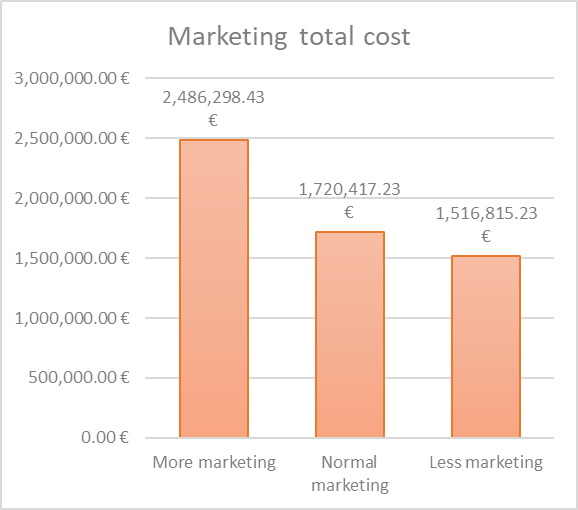 Marketing total cost
3,000,000.00 €
2,500,000.00 €
2,000,000.00 €
1,500,000.00 €
1,000,000.00 €
500,000.00 €
0.00 €
2,486,298.43
€
1,720,417.23
€
1,516,815.23
€
More marketing
Normal
marketing
Less marketing